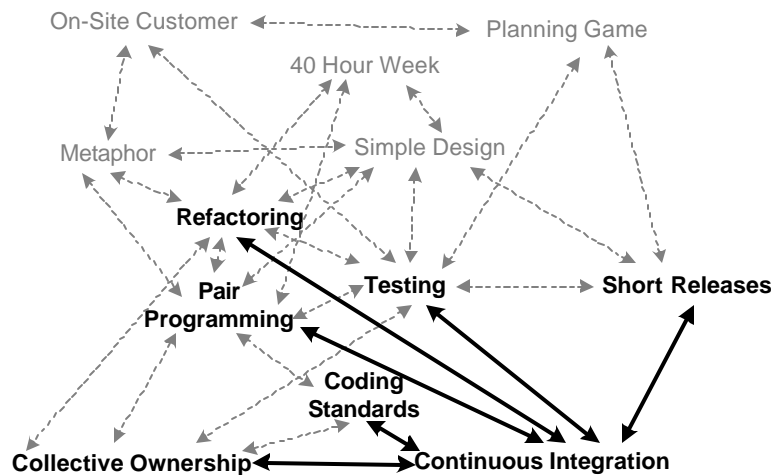 On-Site Customer
Planning Game
40 Hour Week
Metaphor
Simple Design
Refactoring
Pair
Programming
Testing
Short Releases
Coding
Standards
Collective Ownership
Continuous Integration